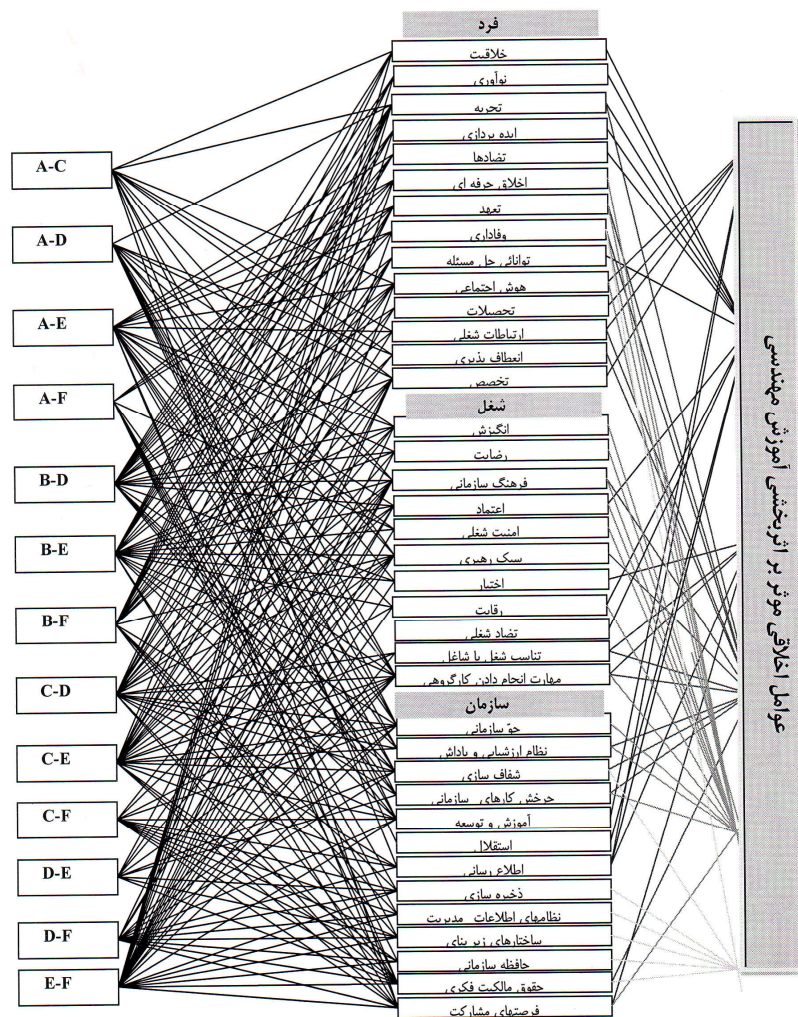 فرد
خلاقیت
نوآوری
تجربه
ایده پردازی
تضادها
اخلاق حرفه ای
تعهد
وفاداری
توانائی حل مسئله
هوش اجتماعی
تحصیلات
ارتباطات شغلی
انعطاف پذیری
تخصص
شغل
انگیزش
رضایت
فرهنگ سازمانی
اعتماد
امنیت شغلی
سبک رهبری
اختیار
رقابت
تضاد شغلی
تناسب شغل با شاغل
مهارت انجام دادن کارگروهی
سازمان
جوّ سازمانی
نظام ارزشیابی و پاداش
شفاف سازی
چرخش کارهای سازمانی
آموزش و توسعه
استقلال
اطلاع رسانی
ذخیره سازی
نظامهای اطلاعات مدیریت
ساختارهای زیر بنای
حافظه سازمانی
حقوق مالکیت فکری
فرصتهای مشارکت
عوامل اخلاقی موثر بر اثربخشی آموزش مهندسی
A-C
A-D
A-E
A-F
B-D
B-E
B-F
C-D
C-E
C-F
D-E
D-F
E-F